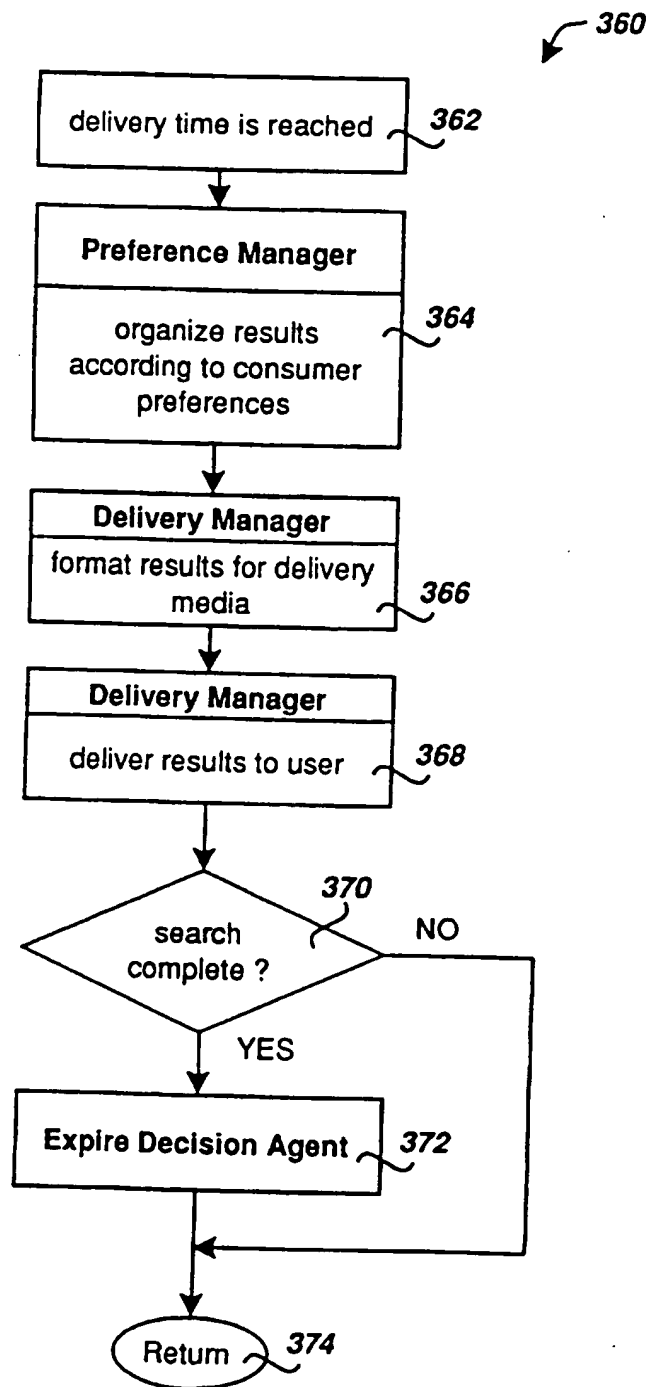 360
delivery time is reached
362
Preference Manager
organize results
according to consumer
preferences
364
Delivery Manager
format results for delivery
media
366
Delivery Manager
deliver results to user
368
370
search
complete ?
NO
YES
Expire Decision Agent
372
Return
374